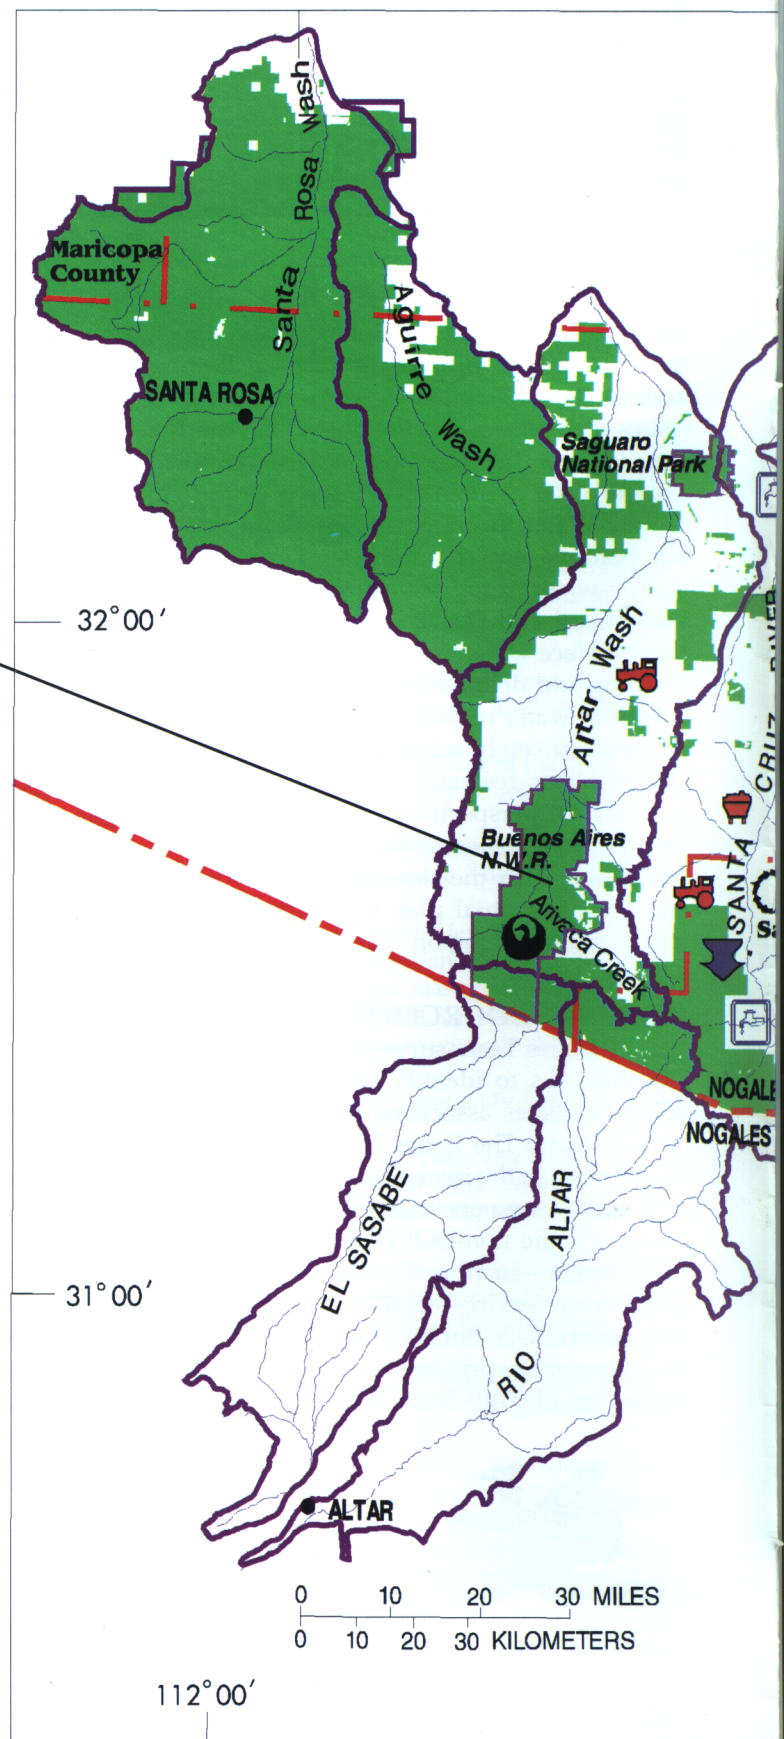 Santa Rosa Wash
Maricopa
County
Aguirre Wash
SANTA ROSA
Saguaro
National Park
32°00′
Altar Wash
SANTA CRUZ
Buenos Aires
N.W.R.
Arivaca Creek
NOGALE
NOGALES
EL SASABE
RIO ALTAR
31°00′
ALTAR
0 10 20 30 MILES
0 10 20 30 KILOMETERS
112°00′